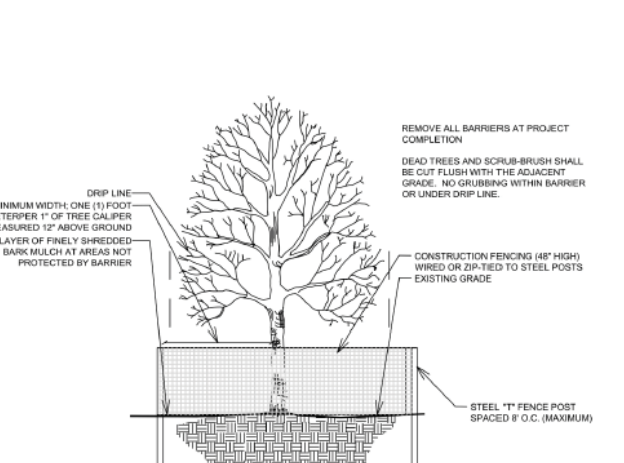 REMOVE ALL BARRIERS AT PROJECT
COMPLETION
DEAD TREES AND SCRUB-BRUSH SHALL
BE CUT FLUSH WITH THE ADJACENT
GRADE. NO GRUBBING WITHIN BARRIER
OR UNDER DRIP LINE.
DRIP LINE
NIMUM WIDTH; ONE (1) FOOT
TERPER 1" OF TREE CALIPER
EASURED 12" ABOVE GROUND
LAYER OF FINELY SHREDDED
BARK MULCH AT AREAS NOT
PROTECTED BY BARRIER
CONSTRUCTION FENCING (48" HIGH)
WIRED OR ZIP-TIED TO STEEL POSTS
EXISTING GRADE
STEEL "T" FENCE POST
SPACED 8' O.C. (MAXIMUM)